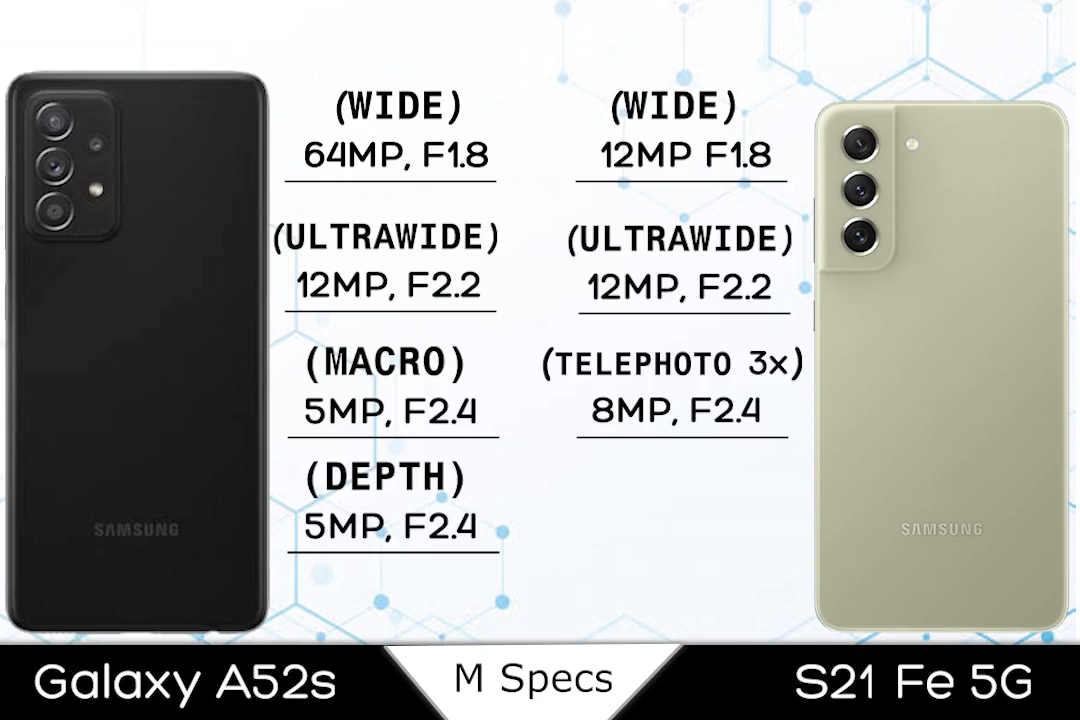 (WIDE)
64MP, F1.8
(ULTRAWIDE)
12MP, F2.2
(MACRO)
5MP, F2.4
(DEPTH)
5MP, F2.4
(WIDE)
12MP F1.8
(ULTRAWIDE)
12MP, F2.2
(TELEPHOTO 3x)
8MP, F2.4
SAMSUNG
SAMSUNG
Galaxy A52s
M Specs
S21 Fe 5G